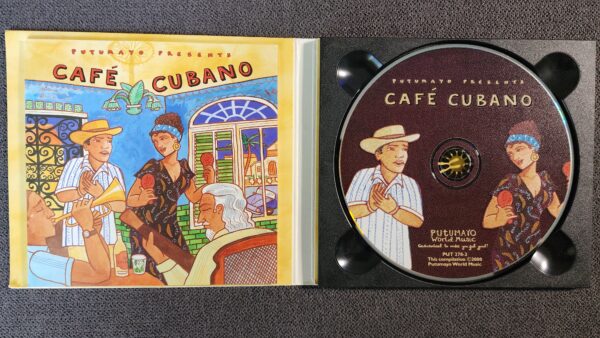 PUTUMAYO PRESENTS
CAFÉ CUBANO
PUTUMAYO PRESENTS
CAFÉ CUBANO
PUTUMAYO
World Music
Guaranteed to make you feel good!
PUT 278-2
This compilation ©2008
Putumayo World Music